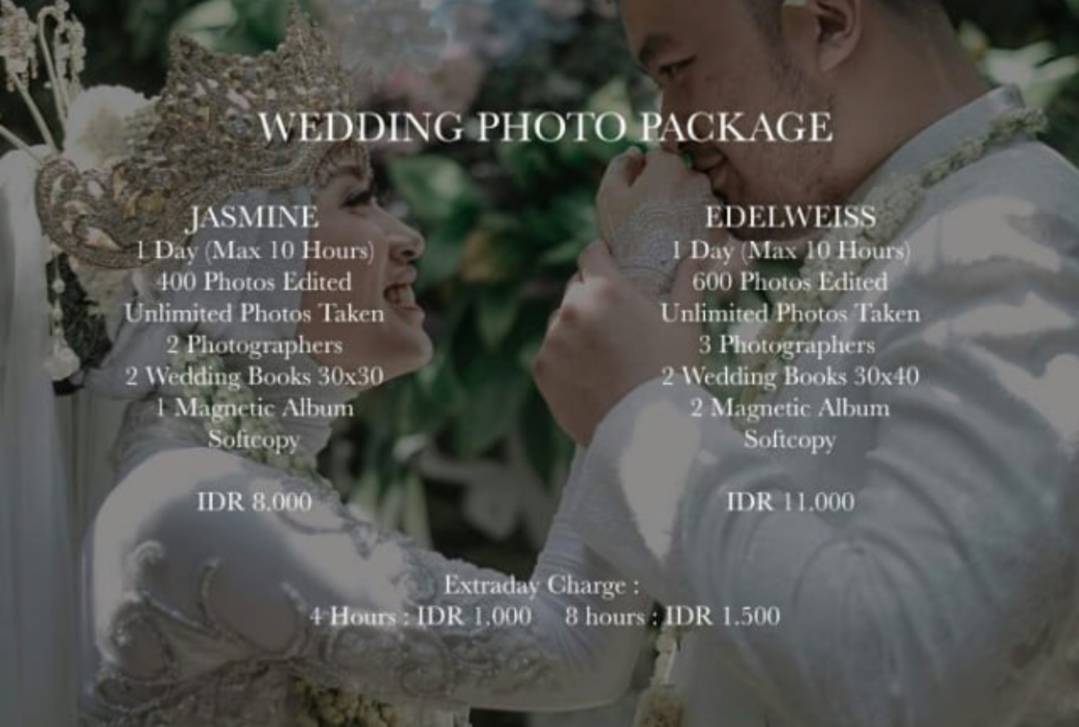 WEDDING PHOTO PACKAGE
JASMINE
1 Day (Max 10 Hours)
400 Photos Edited
Unlimited Photos Taken
2 Photographers
2 Wedding Books 30x30
1 Magnetic Album
Softcopy
IDR 8.000
EDELWEISS
1 Day (Max 10 Hours)
600 Photos Edited
Unlimited Photos Taken
3 Photographers
2 Wedding Books 30x40
2 Magnetic Album
Softcopy
IDR 11.000
Extraday Charge :
4 Hours : IDR 1.000 8 hours : IDR 1.500